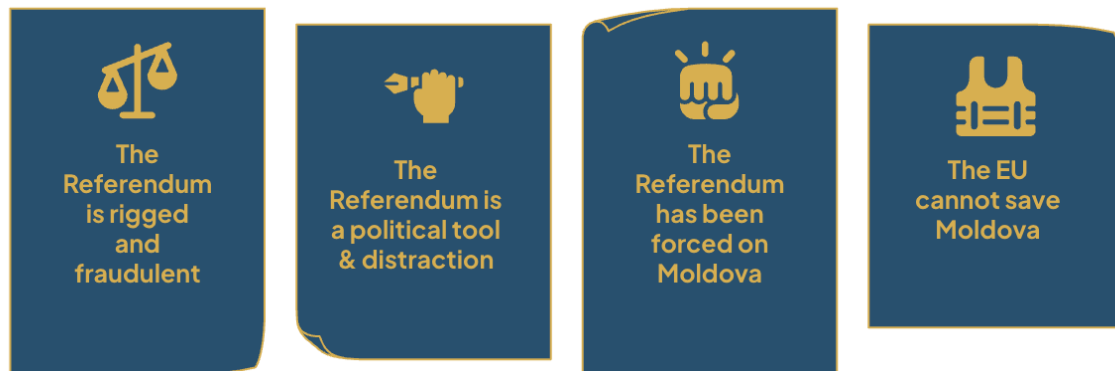 The
Referendum
is rigged
and
fraudulent
The
Referendum is
a political tool
& distraction
The
Referendum
has been
forced on
Moldova
The EU
cannot save
Moldova